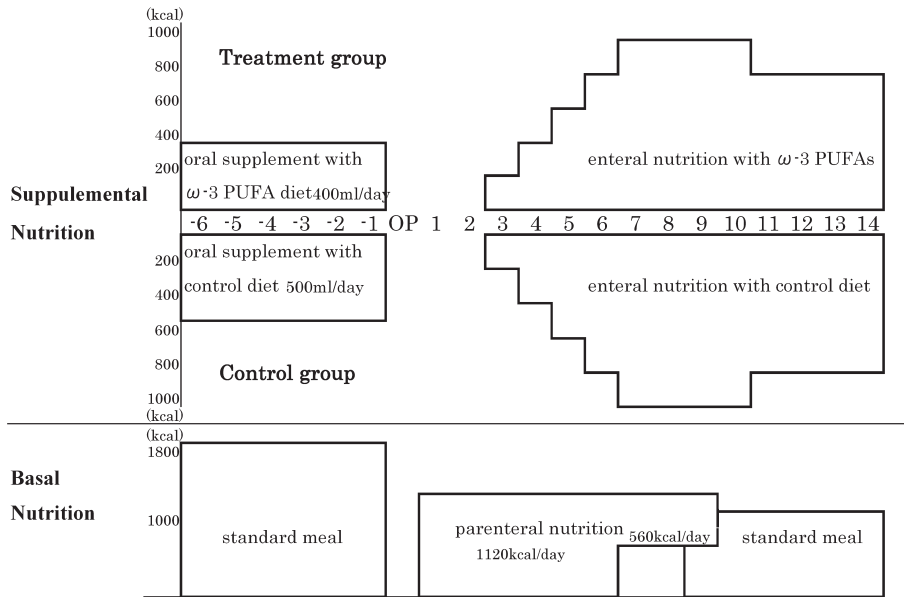 (kcal)
1000
800
600
400
200
Treatment group
oral supplement with
ω-3 PUFA diet400ml/day
enteral nutrition with ω-3 PUFAs
Suppulemental
Nutrition
-6 -5 -4 -3 -2 -1 OP 1 2 3 4 5 6 7 8 9 10 11 12 13 14
200
400
600
800
1000
(kcal)
oral supplement with
control diet 500ml/day
enteral nutrition with control diet
Control group
(kcal)
1800
1000
Basal
Nutrition
standard meal
parenteral nutrition
1120kcal/day
560kcal/day
standard meal